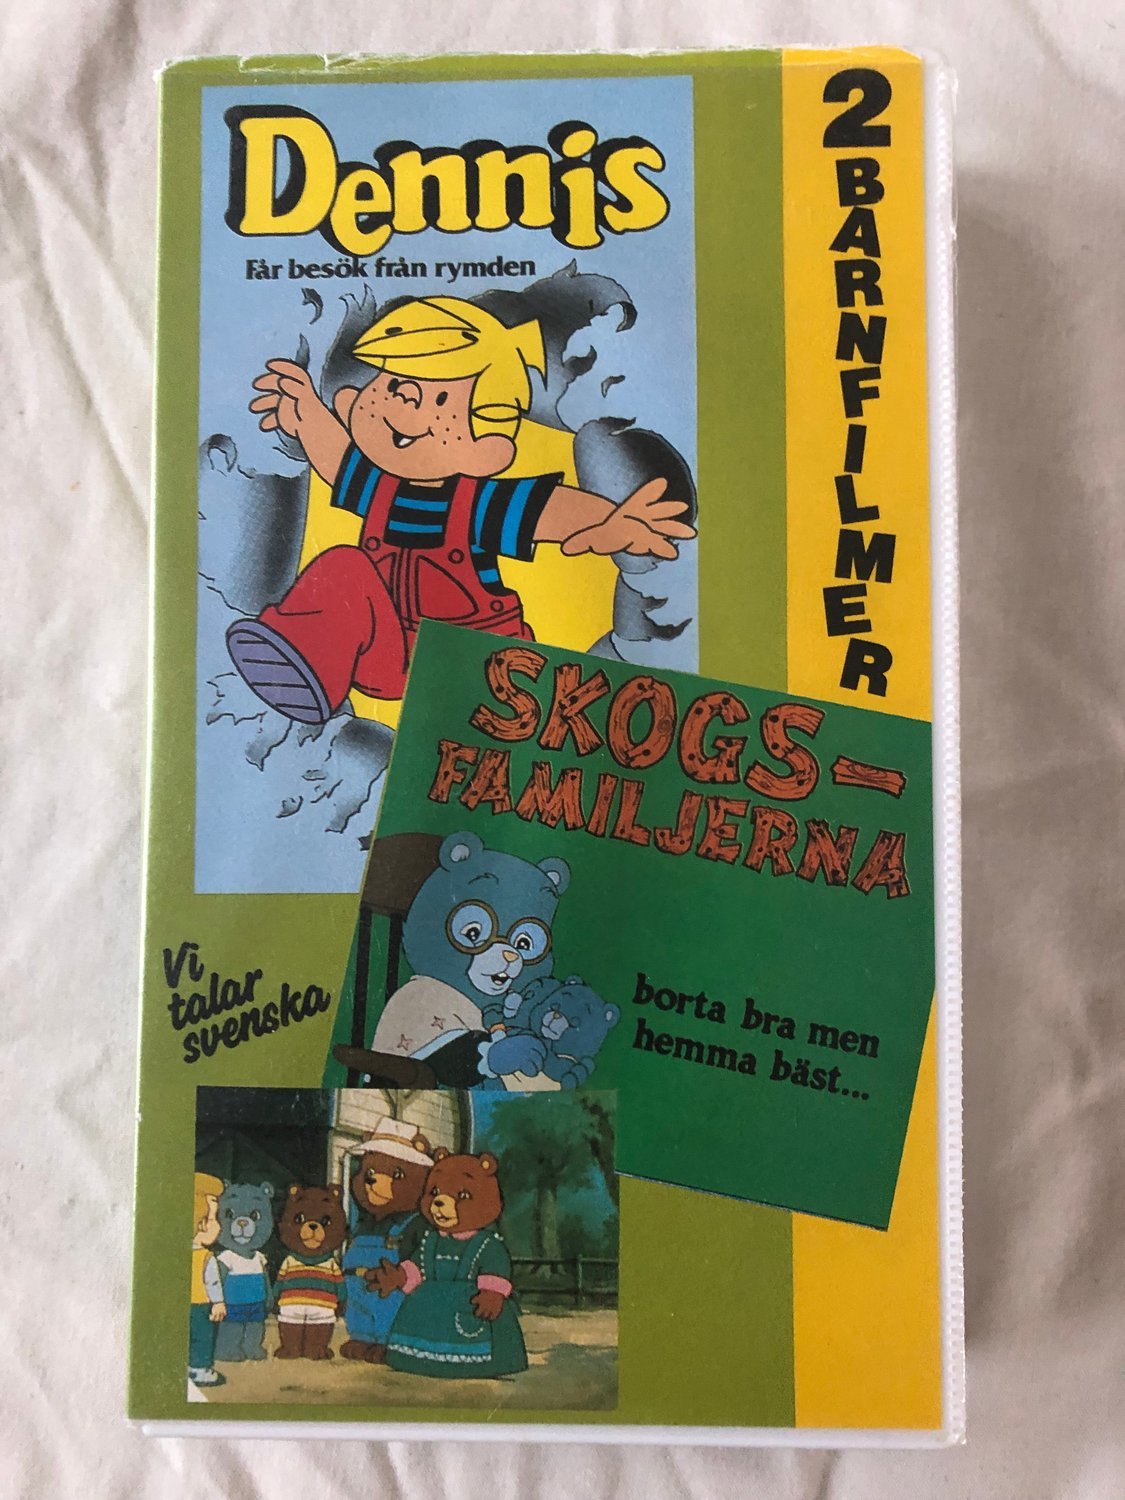 Dennis
Får besök från rymden
2 BARNFILMER
SKOGS-
FAMILJERNA
borta bra men
hemma bäst...
Vi
talar
svenska